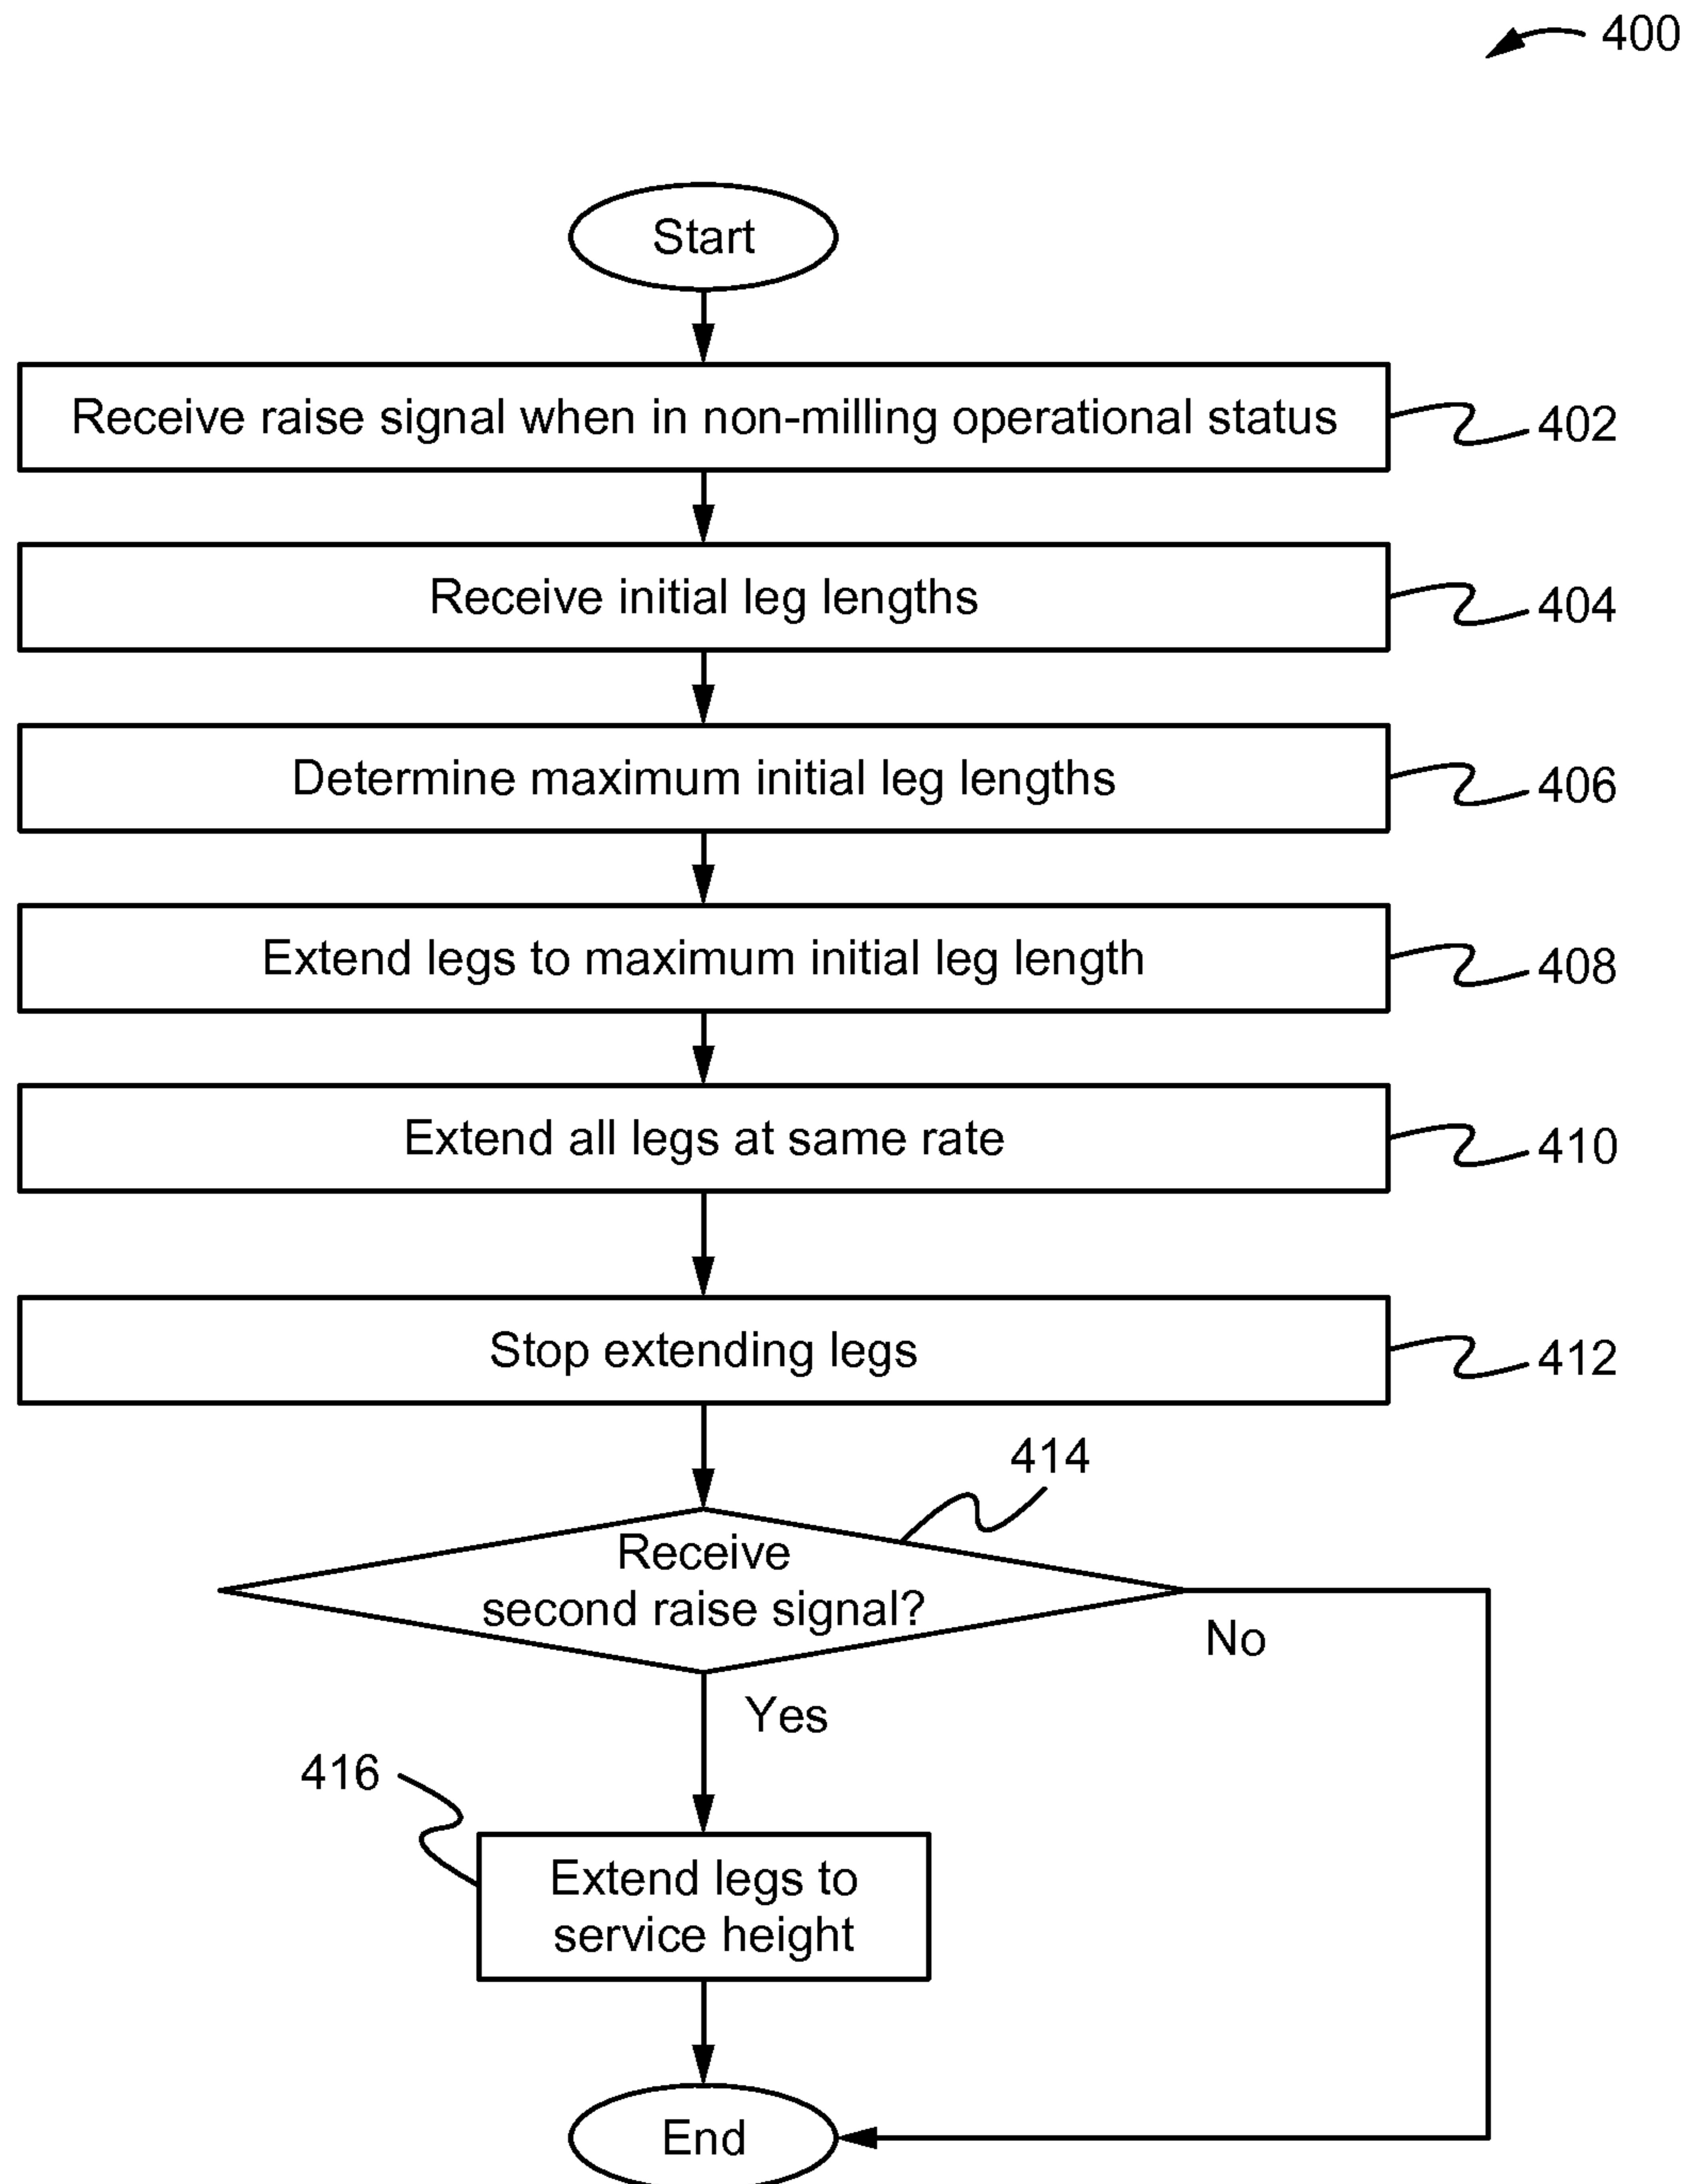 400
Start
Receive raise signal when in non-milling operational status
402
Receive initial leg lengths
404
Determine maximum initial leg lengths
406
Extend legs to maximum initial leg length
408
Extend all legs at same rate
410
Stop extending legs
412
414
Receive
second raise signal?
No
Yes
416
Extend legs to
service height
End